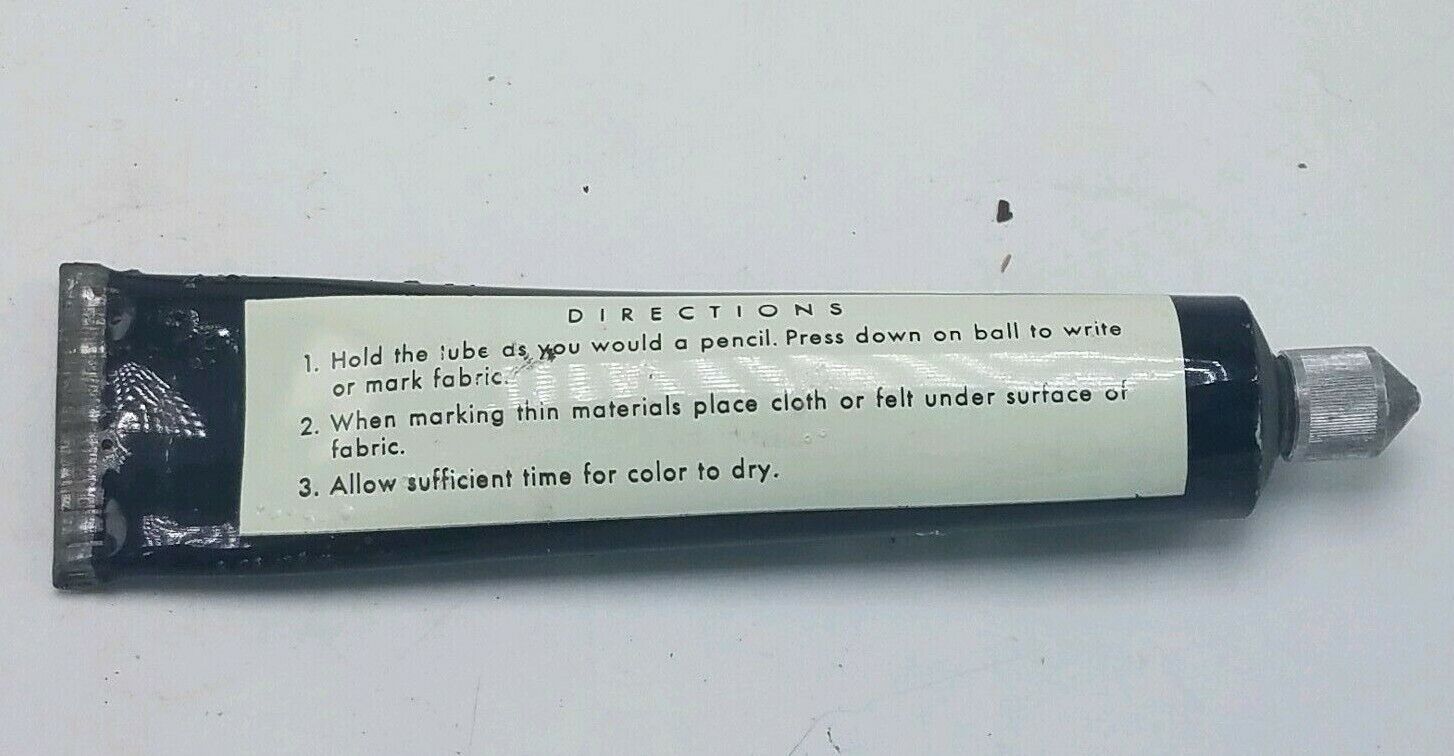 DIRECTIONS
1. Hold the tube as you would a pencil. Press down on ball to write
or mark fabric.
2. When marking thin materials place cloth or felt under surface of
fabric.
3. Allow sufficient time for color to dry.